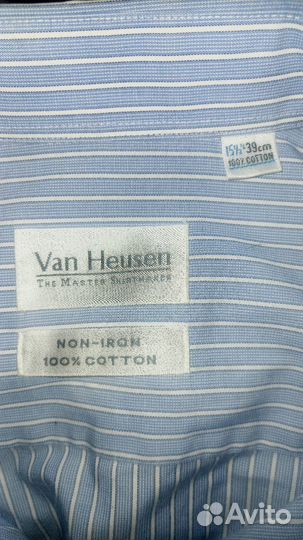 15½" 39cm
100% COTTON
Van Heusen
THE MASTER SHIRTMAKER
NON-IRON
100% COTTON
Avito